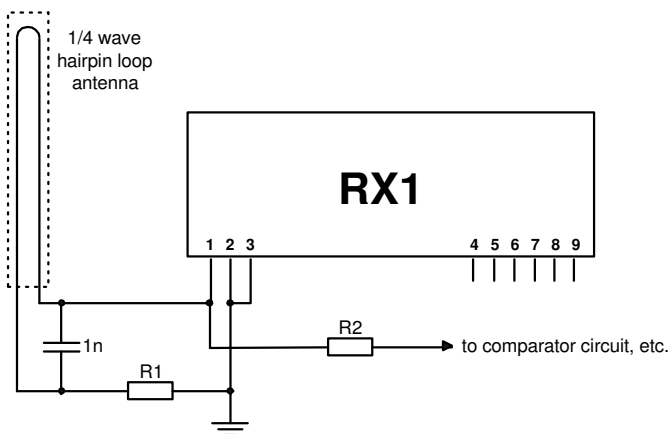 1/4 wave
hairpin loop
antenna
RX1
1 2 3 4 5 6 7 8 9
R2
to comparator circuit, etc.
1n
R1